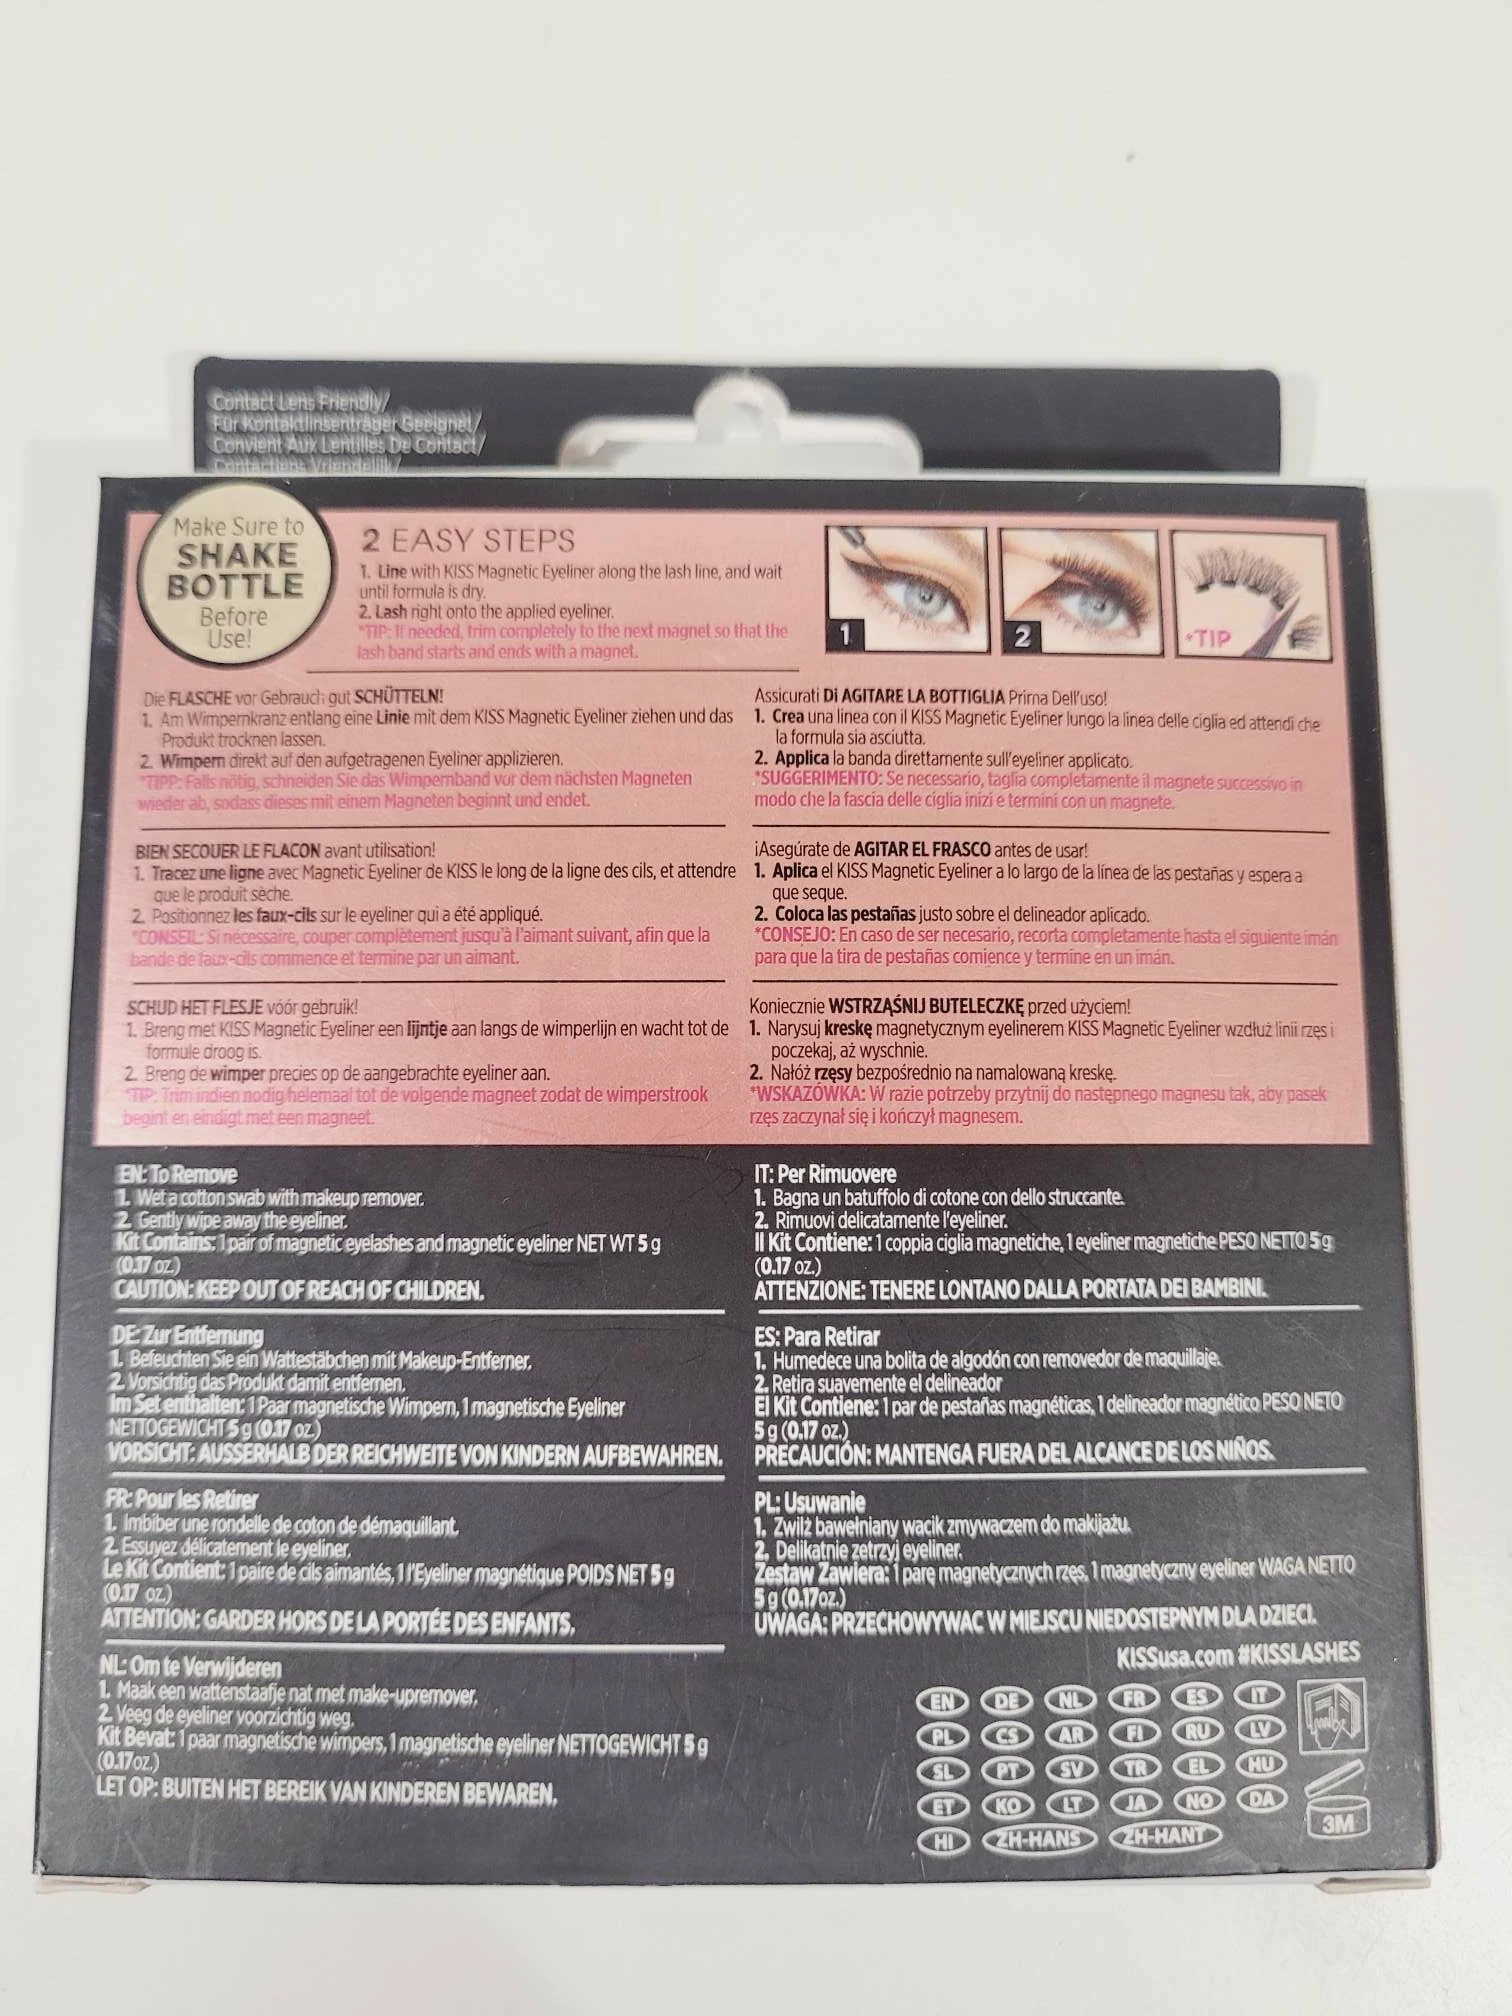 Contact Lens Friendly/
Für Kontaktlinsenträger Geeignet/
Convient Aux Lentilles De Contact/
Contactlens Vriendelijk/
Make Sure to
SHAKE
BOTTLE
Before
Use!
2 EASY STEPS
1. Line with KISS Magnetic Eyeliner along the lash line, and wait
until formula is dry.
2. Lash right onto the applied eyeliner.
*TIP: If needed, trim completely to the next magnet so that the
lash band starts and ends with a magnet.
1
2
*TIP
Die FLASCHE vor Gebrauch gut SCHÜTTELN!
1. Am Wimpernkranz entlang eine Linie mit dem KISS Magnetic Eyeliner ziehen und das
Produkt trocknen lassen.
2. Wimpern direkt auf den aufgetragenen Eyeliner applizieren.
*TIPP: Falls nötig, schneiden Sie das Wimpernband vor dem nächsten Magneten
wieder ab, sodass dieses mit einem Magneten beginnt und endet.
BIEN SECOUER LE FLACON avant utilisation!
1. Tracez une ligne avec Magnetic Eyeliner de KISS le long de la ligne des cils, et attendre
que le produit sèche.
2. Positionnez les faux-cils sur le eyeliner qui a été appliqué.
*CONSEIL: Si nécessaire, couper complètement jusqu'à l'aimant suivant, afin que la
bande de faux-cils commence et termine par un aimant.
SCHUD HET FLESJE vóór gebruik!
1. Breng met KISS Magnetic Eyeliner een lijntje aan langs de wimperlijn en wacht tot de
formule droog is.
2. Breng de wimper precies op de aangebrachte eyeliner aan.
*TIP: Trim indien nodig helemaal tot de volgende magneet zodat de wimperstrook
begint en eindigt met een magneet.
Assicurati Di AGITARE LA BOTTIGLIA Prima Dell'uso!
1. Crea una linea con il KISS Magnetic Eyeliner lungo la linea delle ciglia ed attendi che
la formula sia asciutta.
2. Applica la banda direttamente sull'eyeliner applicato.
*SUGGERIMENTO: Se necessario, taglia completamente il magnete successivo in
modo che la fascia delle ciglia inizi e termini con un magnete.
¡Asegúrate de AGITAR EL FRASCO antes de usar!
1. Aplica el KISS Magnetic Eyeliner a lo largo de la línea de las pestañas y espera a
que seque.
2. Coloca las pestañas justo sobre el delineador aplicado.
*CONSEJO: En caso de ser necesario, recorta completamente hasta el siguiente imán
para que la tira de pestañas comience y termine en un imán.
Koniecznie WSTRZĄŚNIJ BUTELECZKĘ przed użyciem!
1. Narysuj kreskę magnetycznym eyelinerem KISS Magnetic Eyeliner wzdłuż linii rzęs i
poczekaj, aż wyschnie.
2. Nałóż rzęsy bezpośrednio na namalowaną kreskę.
*WSKAZÓWKA: W razie potrzeby przytnij do następnego magnesu tak, aby pasek
rzęs zaczynał się i kończył magnesem.
EN: To Remove
1. Wet a cotton swab with makeup remover.
2. Gently wipe away the eyeliner.
Kit Contains: 1 pair of magnetic eyelashes and magnetic eyeliner NET WT 5 g
(0.17 oz.)
CAUTION: KEEP OUT OF REACH OF CHILDREN.
DE: Zur Entfernung
1. Befeuchten Sie ein Wattestäbchen mit Makeup-Entferner.
2. Vorsichtig das Produkt damit entfernen.
Im Set enthalten: 1 Paar magnetische Wimpern, 1 magnetische Eyeliner
NETTOGEWICHT 5 g (0.17 oz.)
VORSICHT: AUSSERHALB DER REICHWEITE VON KINDERN AUFBEWAHREN.
FR: Pour les Retirer
1. Imbiber une rondelle de coton de démaquillant.
2. Essuyez délicatement le eyeliner.
Le Kit Contient: 1 paire de cils aimantés, 1 l'Eyeliner magnétique POIDS NET 5 g
(0.17 oz.)
ATTENTION: GARDER HORS DE LA PORTÉE DES ENFANTS.
NL: Om te Verwijderen
1. Maak een wattenstaafje nat met make-upremover.
2. Veeg de eyeliner voorzichtig weg.
Kit Bevat: 1 paar magnetische wimpers, 1 magnetische eyeliner NETTOGEWICHT 5 g
(0.17oz.)
LET OP: BUITEN HET BEREIK VAN KINDEREN BEWAREN.
IT: Per Rimuovere
1. Bagna un batuffolo di cotone con dello struccante.
2. Rimuovi delicatamente l'eyeliner.
Il Kit Contiene: 1 coppia ciglia magnetiche, 1 eyeliner magnetiche PESO NETTO 5 g
(0.17 oz.)
ATTENZIONE: TENERE LONTANO DALLA PORTATA DEI BAMBINI.
ES: Para Retirar
1. Humedece una bolita de algodón con removedor de maquillaje.
2. Retira suavemente el delineador
El Kit Contiene: 1 par de pestañas magnéticas, 1 delineador magnético PESO NETO
5 g (0.17 oz.)
PRECAUCIÓN: MANTENGA FUERA DEL ALCANCE DE LOS NIÑOS.
PL: Usuwanie
1. Zwilż bawełniany wacik zmywaczem do makijażu.
2. Delikatnie zetrzyj eyeliner.
Zestaw Zawiera: 1 parę magnetycznych rzęs, 1 magnetyczny eyeliner WAGA NETTO
5 g (0.17oz.)
UWAGA: PRZECHOWYWAC W MIEJSCU NIEDOSTEPNYM DLA DZIECI.
KISSusa.com #KISSLASHES
EN DE NL FR ES IT
PL CS AR FI RU LV
SL PT SV TR EL HU
ET KO LT JA NO DA
HI ZH-HANS ZH-HANT
3M